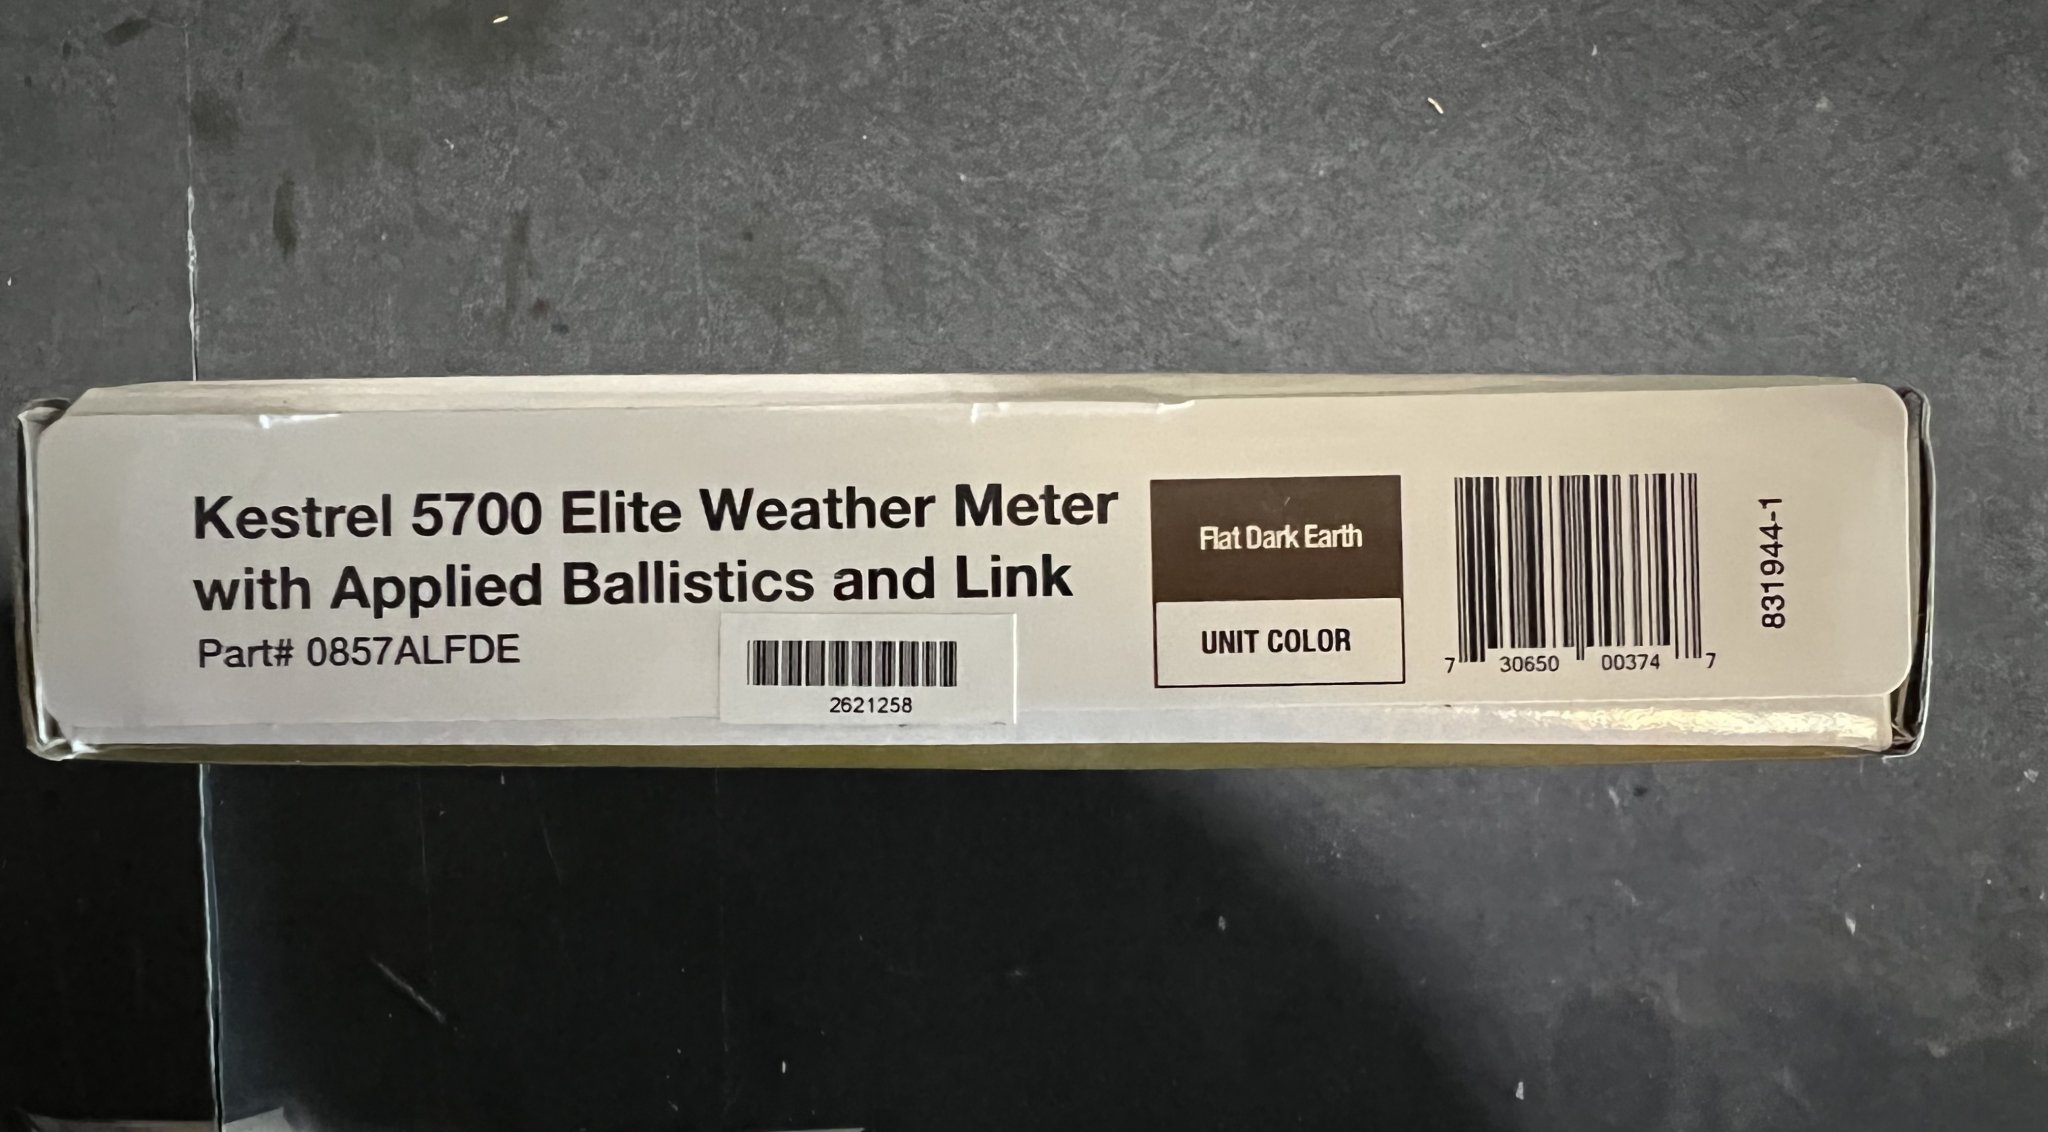 Kestrel 5700 Elite Weather Meter
with Applied Ballistics and Link
Part# 0857ALFDE
2621258
Flat Dark Earth
UNIT COLOR
7 30650 00374 7
831944-1